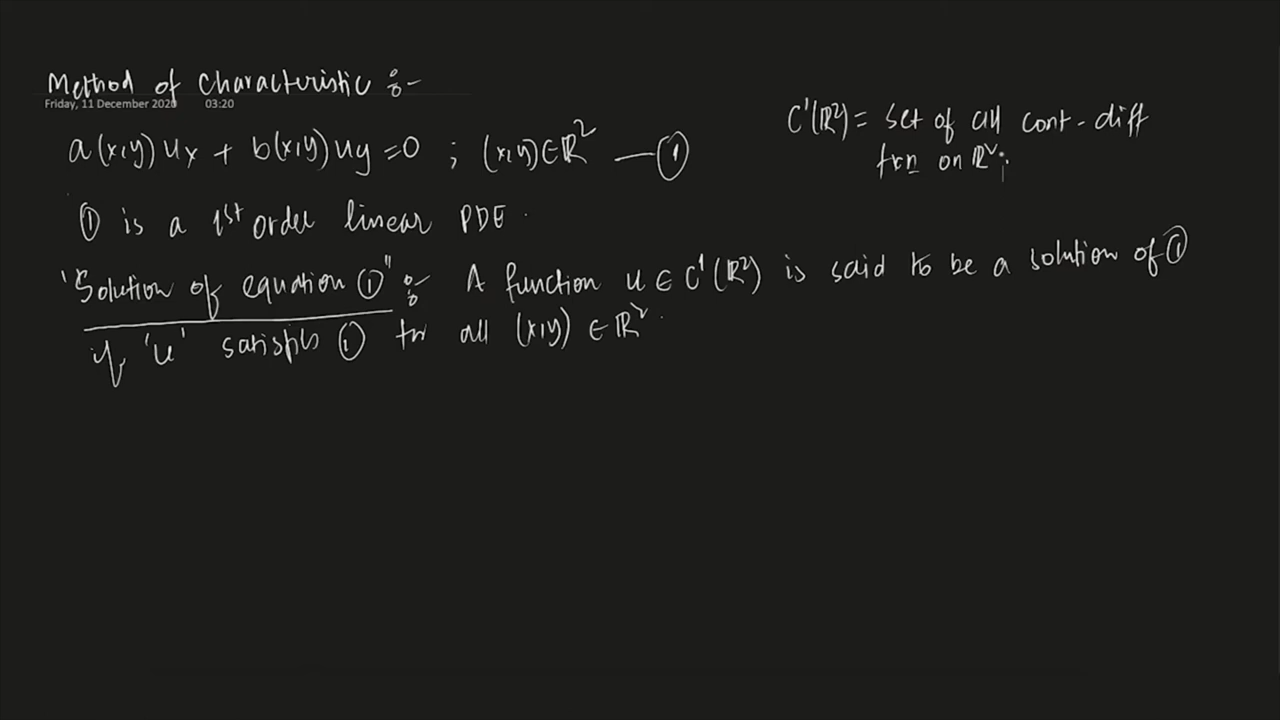 Method of Characteristic :-
Friday, 11 December 2020 03:20
a(x,y) ux + b(x,y) uy = 0 ; (x,y) ∈ ℝ² — ①
C¹(ℝ²) = set of all cont-diff
fxn on ℝ².
① is a 1st order linear PDE.
"Solution of equation ①" :- A function u ∈ C¹(ℝ²) is said to be a solution of ①
if 'u' satisfies ① for all (x,y) ∈ ℝ².